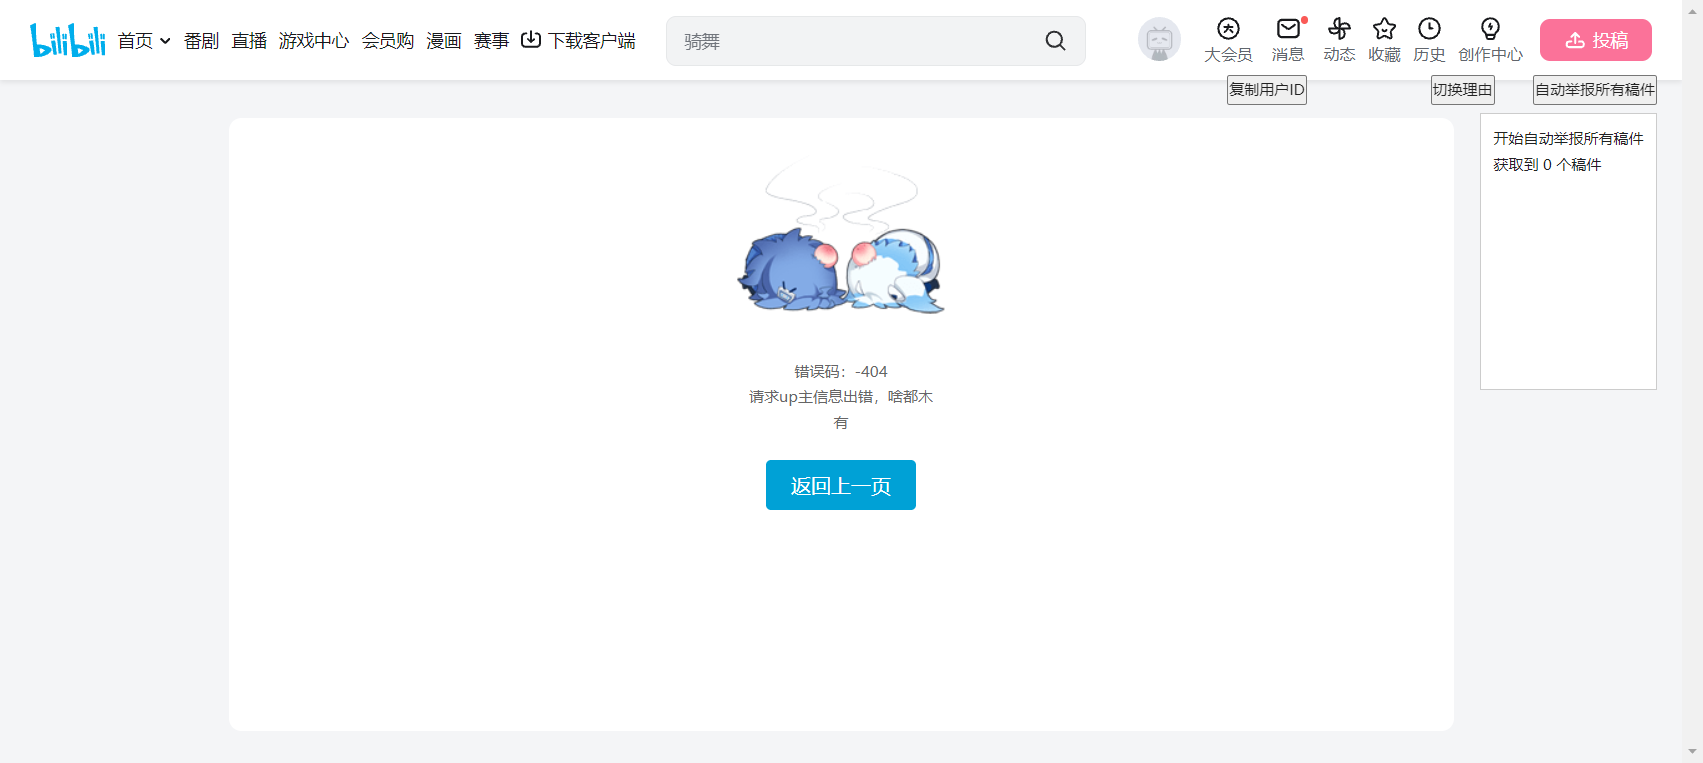 bilibili 首页 番剧 直播 游戏中心 会员购 漫画 赛事 下载客户端 骑舞 大会员 消息 动态 收藏 历史 创作中心 投稿
复制用户ID 切换理由 自动举报所有稿件
开始自动举报所有稿件
获取到 0 个稿件
错误码：-404
请求up主信息出错，啥都木
有
返回上一页